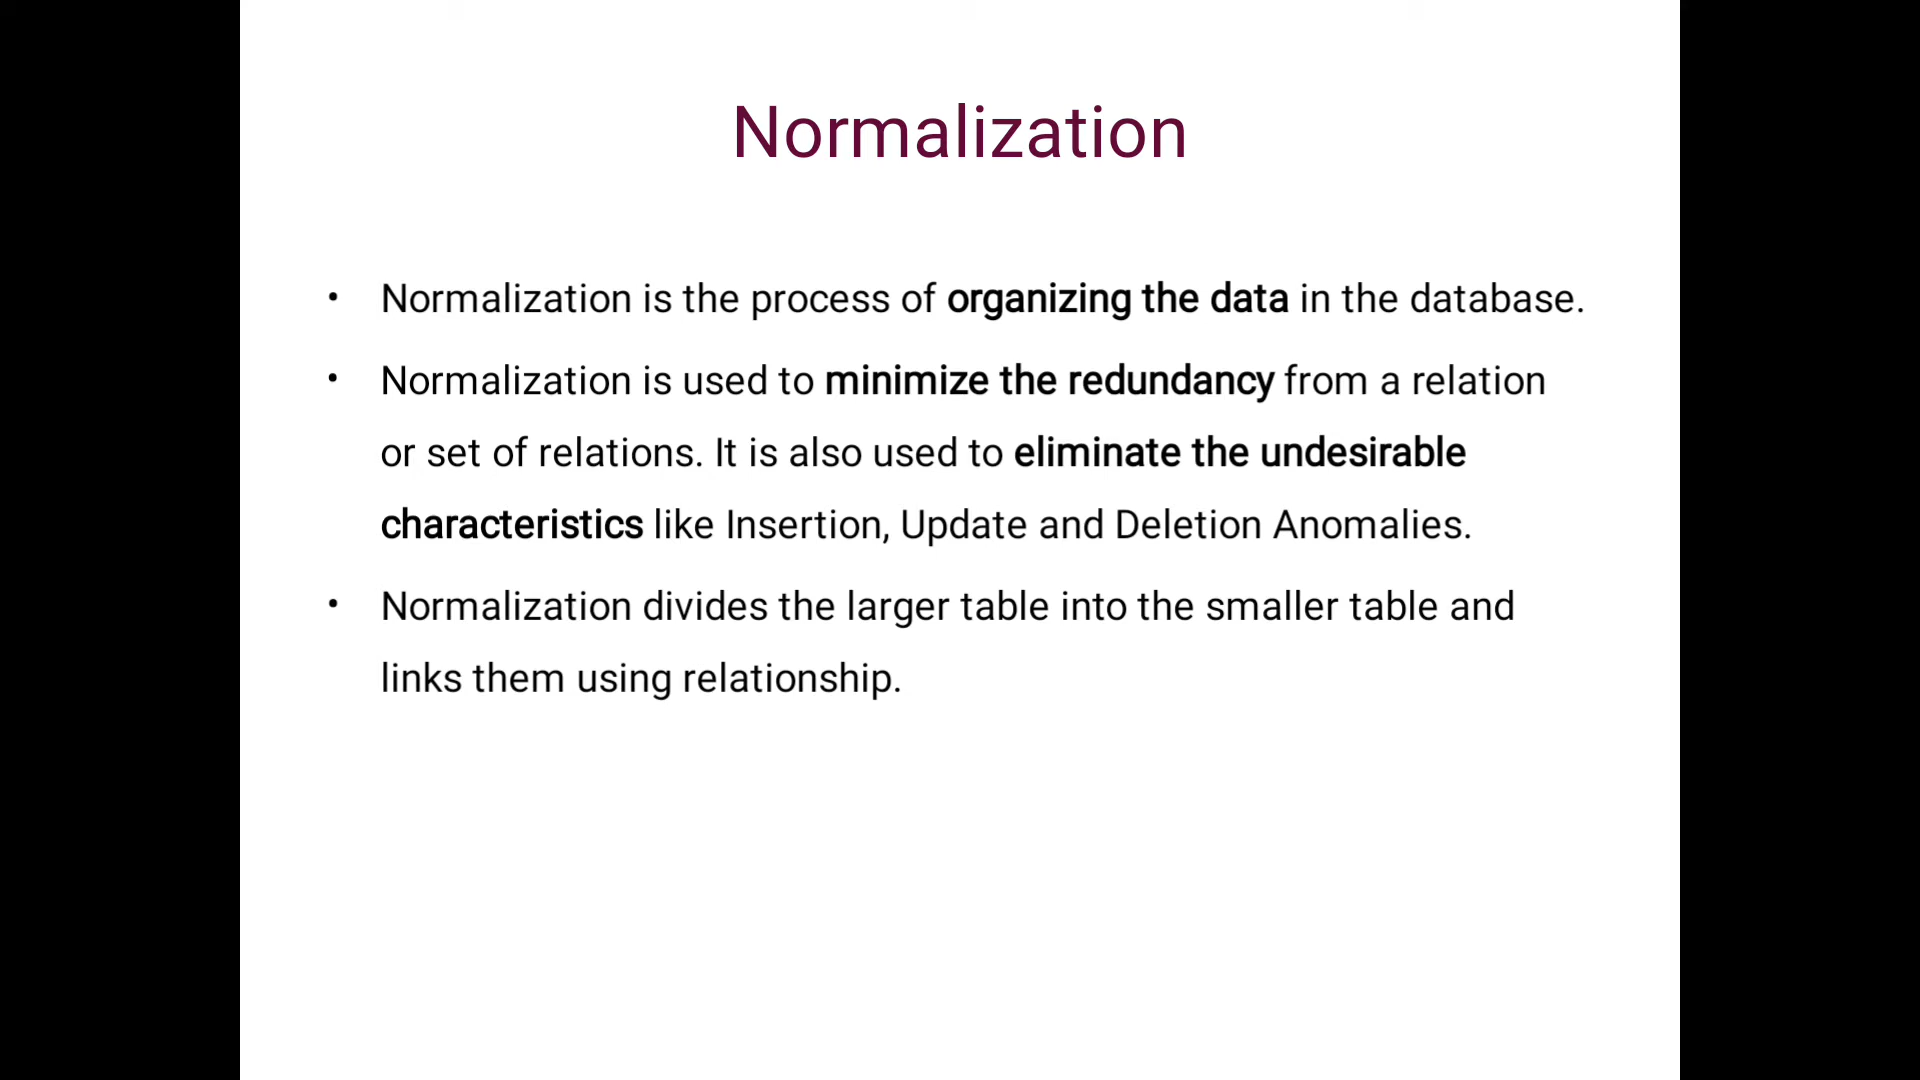 Normalization
• Normalization is the process of organizing the data in the database.
• Normalization is used to minimize the redundancy from a relation
or set of relations. It is also used to eliminate the undesirable
characteristics like Insertion, Update and Deletion Anomalies.
• Normalization divides the larger table into the smaller table and
links them using relationship.